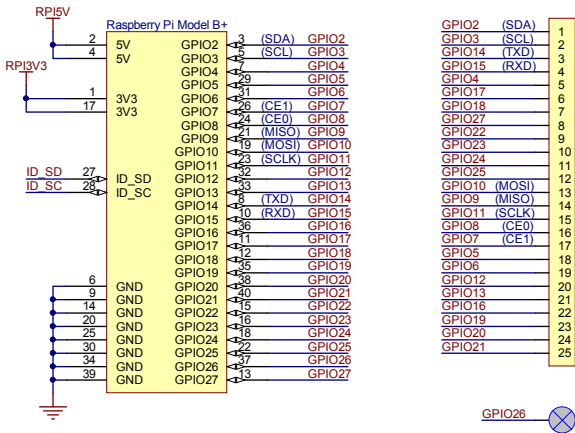 RPI5V
Raspberry Pi Model B+
2 5V GPIO2 3 (SDA) GPIO2
4 5V GPIO3 5 (SCL) GPIO3
RPI3V3
GPIO4 7 GPIO4
GPIO5 29 GPIO5
1 3V3 GPIO6 31 GPIO6
17 3V3 GPIO7 26 (CE1) GPIO7
GPIO8 24 (CE0) GPIO8
GPIO9 21 (MISO) GPIO9
GPIO10 19 (MOSI) GPIO10
GPIO11 23 (SCLK) GPIO11
ID_SD 27 ID_SD GPIO12 32 GPIO12
ID_SC 28 ID_SC GPIO13 33 GPIO13
GPIO14 8 (TXD) GPIO14
GPIO15 10 (RXD) GPIO15
GPIO16 36 GPIO16
GPIO17 11 GPIO17
GPIO18 12 GPIO18
GPIO19 35 GPIO19
6 GND GPIO20 38 GPIO20
9 GND GPIO21 40 GPIO21
14 GND GPIO22 15 GPIO22
20 GND GPIO23 16 GPIO23
25 GND GPIO24 18 GPIO24
30 GND GPIO25 22 GPIO25
34 GND GPIO26 37 GPIO26
39 GND GPIO27 13 GPIO27
GPIO2 (SDA) 1
GPIO3 (SCL) 2
GPIO14 (TXD) 3
GPIO15 (RXD) 4
GPIO4 5
GPIO17 6
GPIO18 7
GPIO27 8
GPIO22 9
GPIO23 10
GPIO24 11
GPIO25 12
GPIO10 (MOSI) 13
GPIO9 (MISO) 14
GPIO11 (SCLK) 15
GPIO8 (CE0) 16
GPIO7 (CE1) 17
GPIO5 18
GPIO6 19
GPIO12 20
GPIO13 21
GPIO16 22
GPIO19 23
GPIO20 24
GPIO21 25
GPIO26